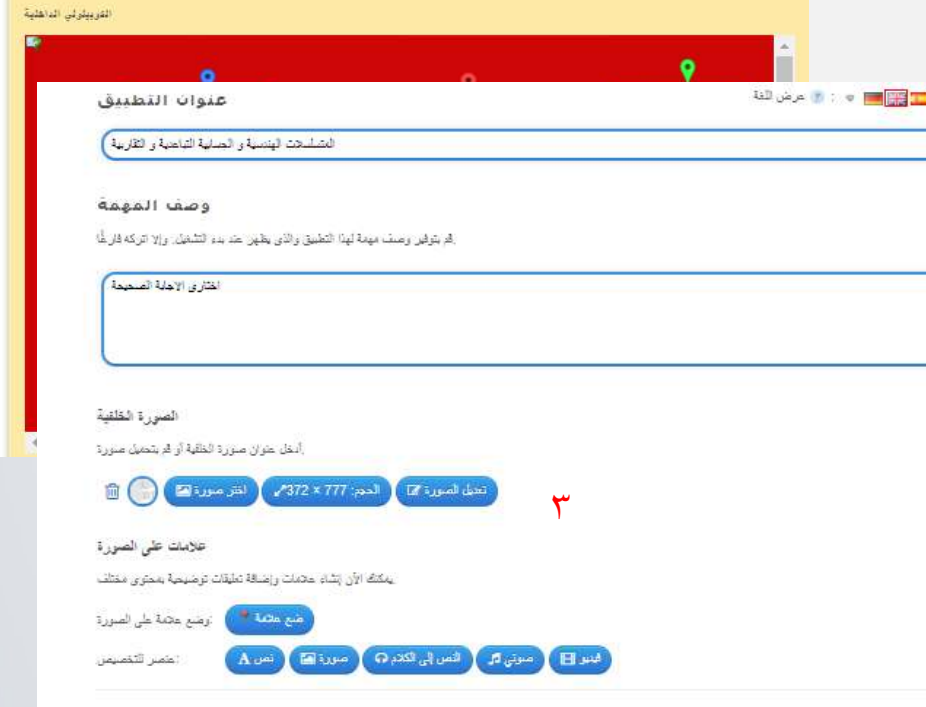 الداخلية
عنوان التطبيق
عرض اللغة ? :
المتسلسلات الهندسية و الحسابية التباعدية و التقاربية
وصف المهمة
قم بتوفير وصف مهمة لهذا التطبيق والذي يظهر عند بدء التشغيل. وإلا اتركه فارغًا.
اختارى الاجابة الصحيحة
الصورة الخلفية
أدخل عنوان صورة الخلفية أو قم بتحميل صورة.
اختر صورة الحجم: 777 × 372 تعديل الصورة
٣
علامات على الصورة
يمكنك الآن إنشاء علامات وإضافة تعليقات توضيحية بمحتوى مختلف.
وضع علامة على الصورة: ضع علامة
عنصر للتخصيص: نص A صورة النص إلى الكلام صوتي فيديو